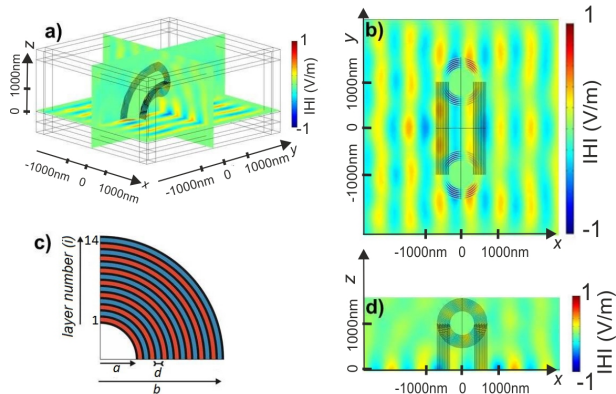 a)
z
1000nm
0
-1000nm
0
1000nm
x
-1000nm
0
1000nm
y
1
-1
IHI (V/m)
b)
y
1000nm
0
-1000nm
-1000nm
0
1000nm
x
1
-1
IHI (V/m)
c)
layer number (i)
14
1
a
d
b
d)
z
1000nm
0
-1000nm
0
1000nm
x
1
-1
IHI (V/m)